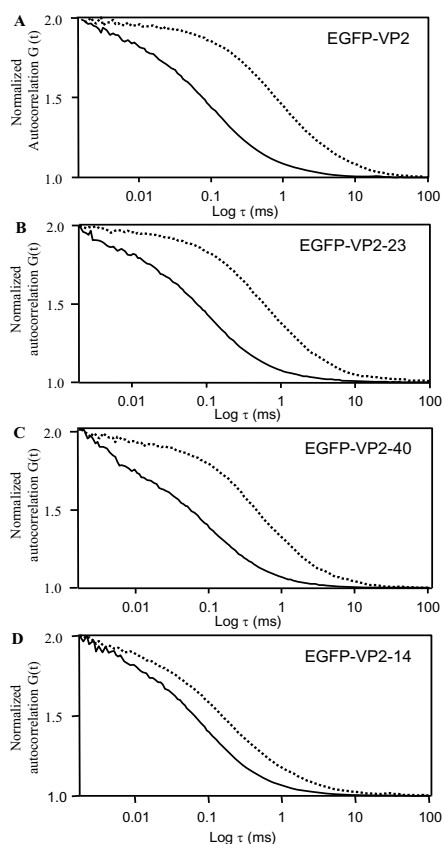 A
EGFP-VP2
Normalized
Autocorrelation G (t)
2.0
1.5
1.0
0.01 0.1 1 10 100
Log τ (ms)
B
EGFP-VP2-23
Normalized
autocorrelation G(t)
2.0
1.5
1.0
0.01 0.1 1 10 100
Log τ (ms)
C
EGFP-VP2-40
Normalized
autocorrelation G(t)
2.0
1.5
1.0
0.01 0.1 1 10 100
Log τ (ms)
D
EGFP-VP2-14
Normalized
autocorrelation G(t)
2.0
1.5
1.0
0.01 0.1 1 10 100
Log τ (ms)